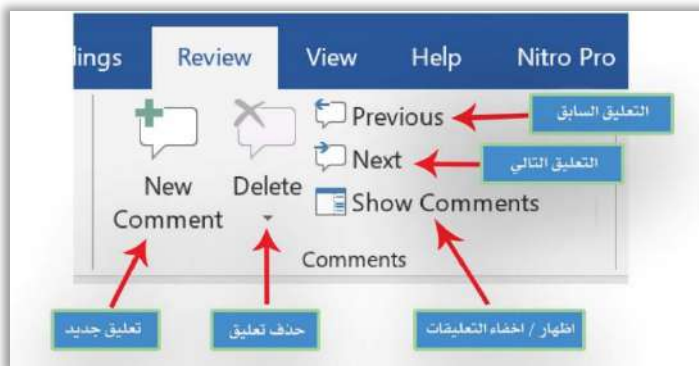 lings Review View Help Nitro Pro
Previous التعليق السابق
Next التعليق التالي
New Comment
Delete
Show Comments
Comments
تعليق جديد
حذف تعليق
اظهار / اخفاء التعليقات